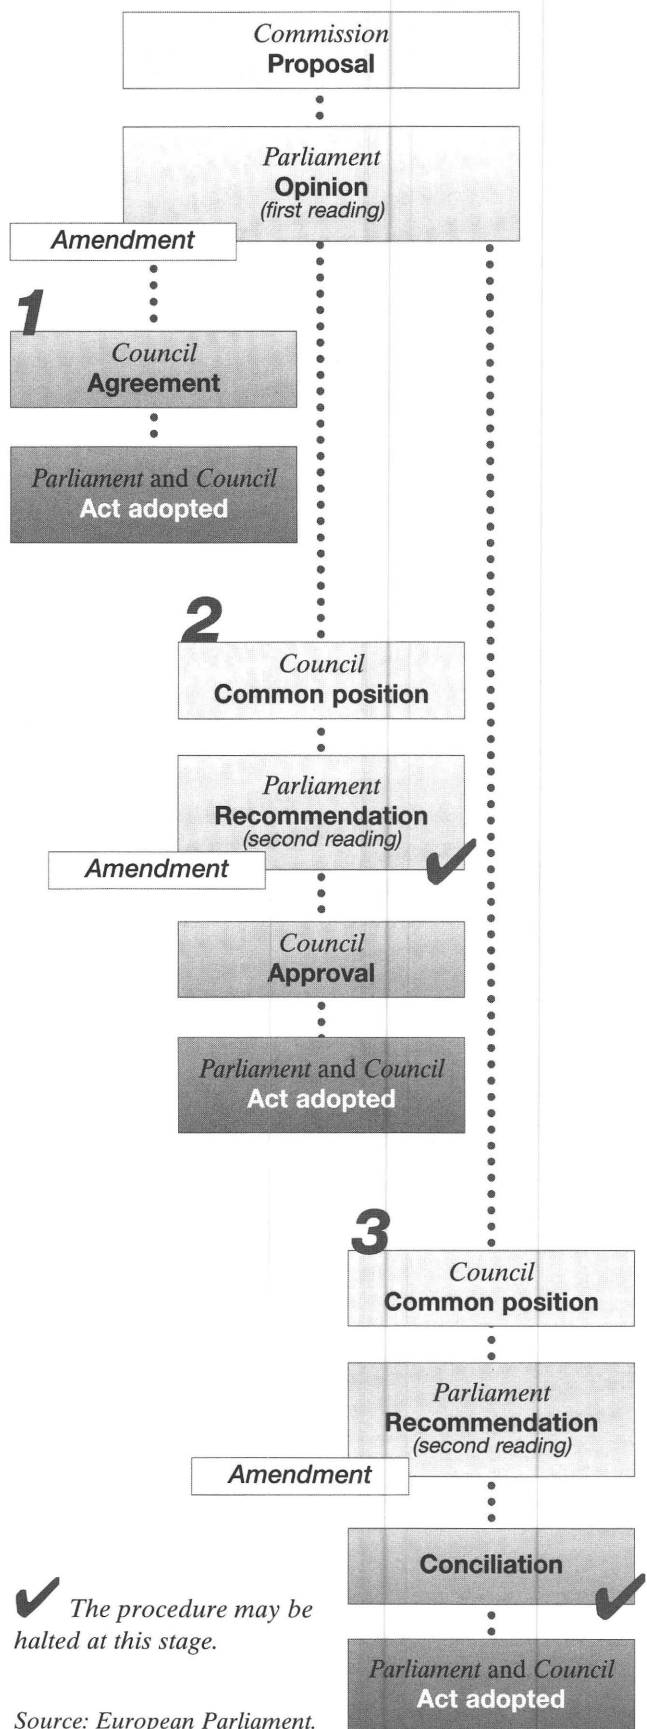 Commission
Proposal
Parliament
Opinion
(first reading)
Amendment
1
Council
Agreement
Parliament and Council
Act adopted
2
Council
Common position
Parliament
Recommendation
(second reading)
Amendment
✔
Council
Approval
Parliament and Council
Act adopted
3
Council
Common position
Parliament
Recommendation
(second reading)
Amendment
Conciliation
✔
Parliament and Council
Act adopted
✔ The procedure may be
halted at this stage.
Source: European Parliament.